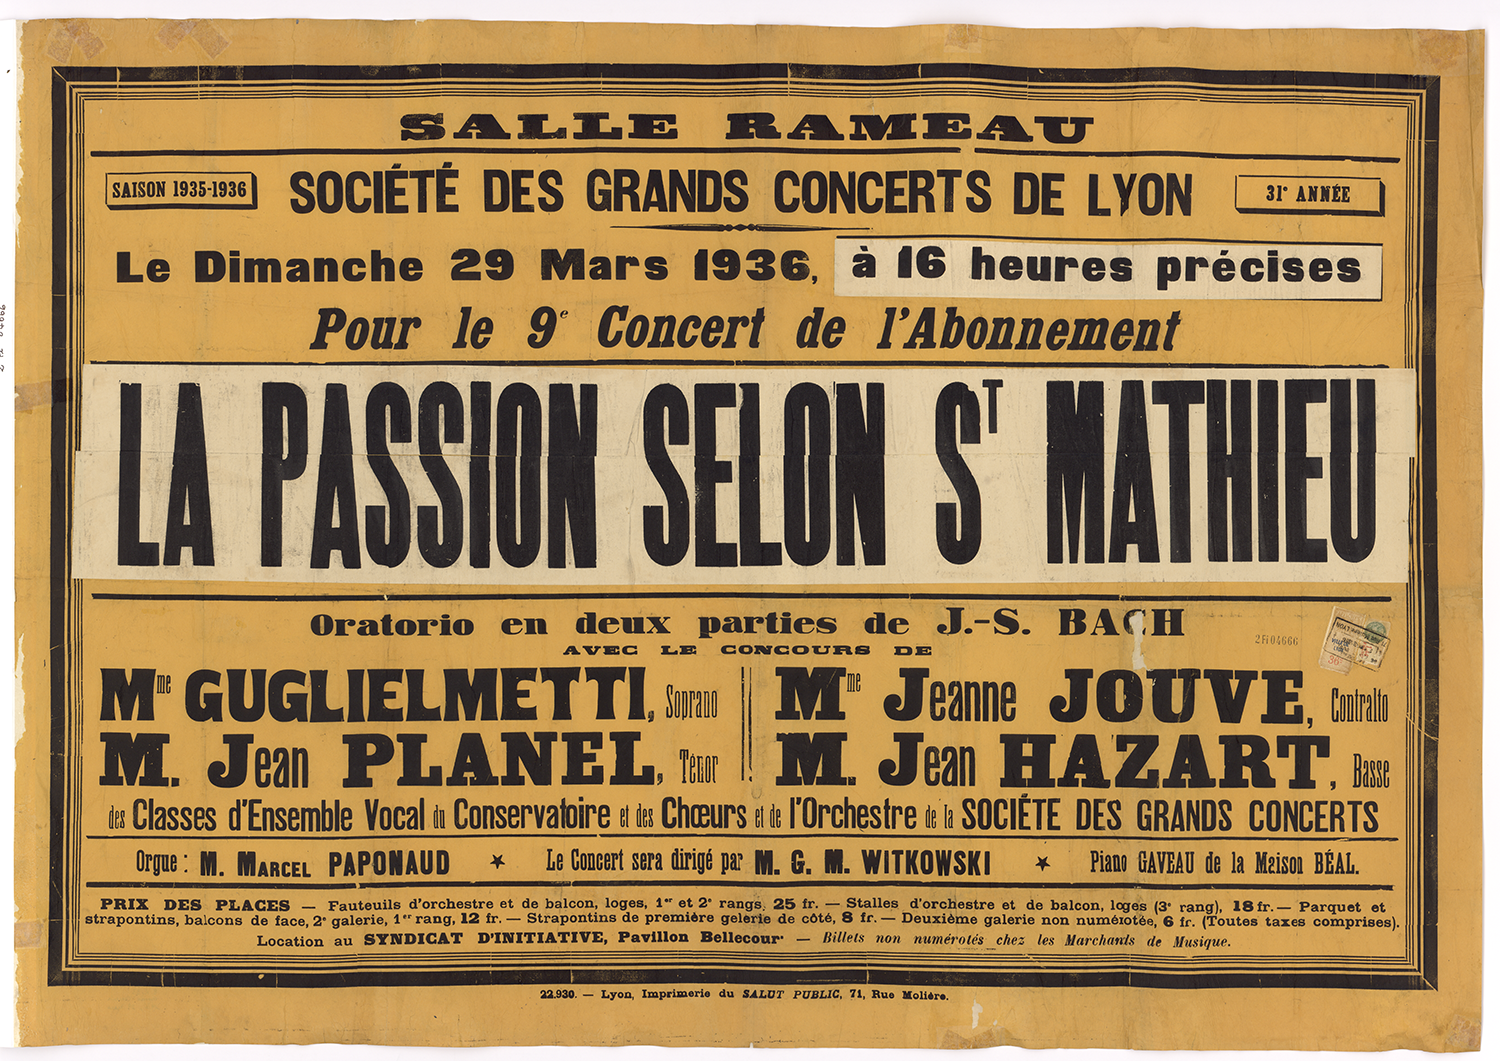 SALLE RAMEAU
SAISON 1935-1936
SOCIÉTÉ DES GRANDS CONCERTS DE LYON
31e ANNÉE
Le Dimanche 29 Mars 1936, à 16 heures précises
Pour le 9e Concert de l'Abonnement
LA PASSION SELON ST MATHIEU
Oratorio en deux parties de J.-S. BACH
2Fi04666
AVEC LE CONCOURS DE
Mme GUGLIELMETTI, Soprano
Mme Jeanne JOUVE, Contralto
M. Jean PLANEL, Ténor
M. Jean HAZART, Basse
des Classes d'Ensemble Vocal du Conservatoire et des Chœurs et de l'Orchestre de la SOCIÉTE DES GRANDS CONCERTS
Orgue : M. MARCEL PAPONAUD ★ Le Concert sera dirigé par M. G. M. WITKOWSKI ★ Piano GAVEAU de la Maison BÉAL.
PRIX DES PLACES — Fauteuils d'orchestre et de balcon, loges, 1er et 2e rangs, 25 fr. — Stalles d'orchestre et de balcon, loges (3e rang), 18 fr. — Parquet et
strapontins, balcons de face, 2e galerie, 1er rang, 12 fr. — Strapontins de première gelerie de côté, 8 fr. — Deuxième galerie non numérotée, 6 fr. (Toutes taxes comprises).
Location au SYNDICAT D'INITIATIVE, Pavillon Bellecour — Billets non numérotés chez les Marchands de Musique.
22.930. — Lyon, Imprimerie du SALUT PUBLIC, 71, Rue Molière.